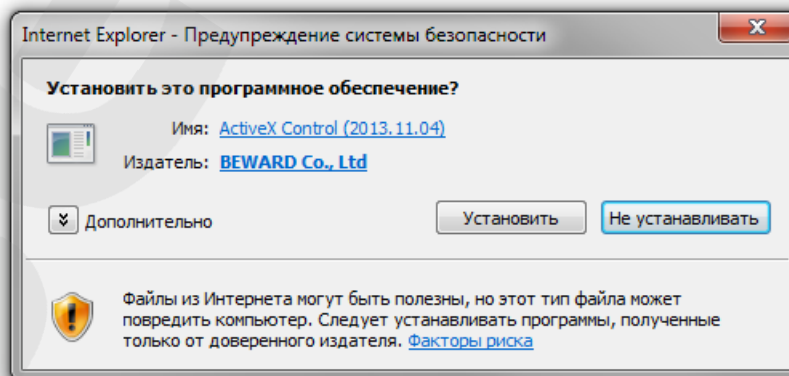 Internet Explorer - Предупреждение системы безопасности
Установить это программное обеспечение?
Имя: ActiveX Control (2013.11.04)
Издатель: BEWARD Co., Ltd
Дополнительно
Установить
Не устанавливать
Файлы из Интернета могут быть полезны, но этот тип файла может
повредить компьютер. Следует устанавливать программы, полученные
только от доверенного издателя. Факторы риска